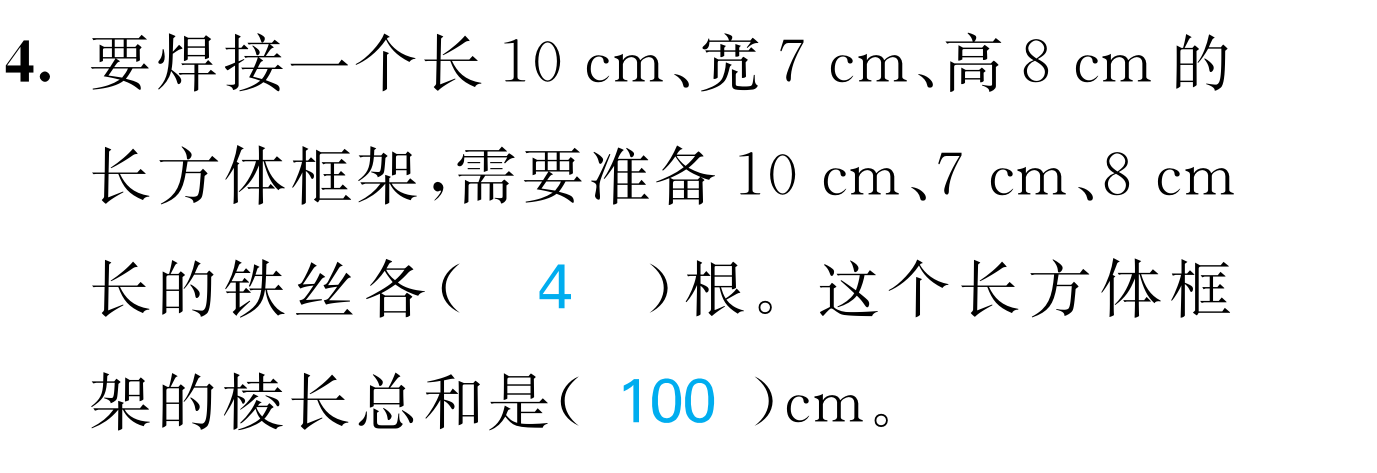 4. 要焊接一个长 10 cm、宽 7 cm、高 8 cm 的
长方体框架,需要准备 10 cm、7 cm、8 cm
长的铁丝各( 4 )根。这个长方体框
架的棱长总和是( 100 )cm。